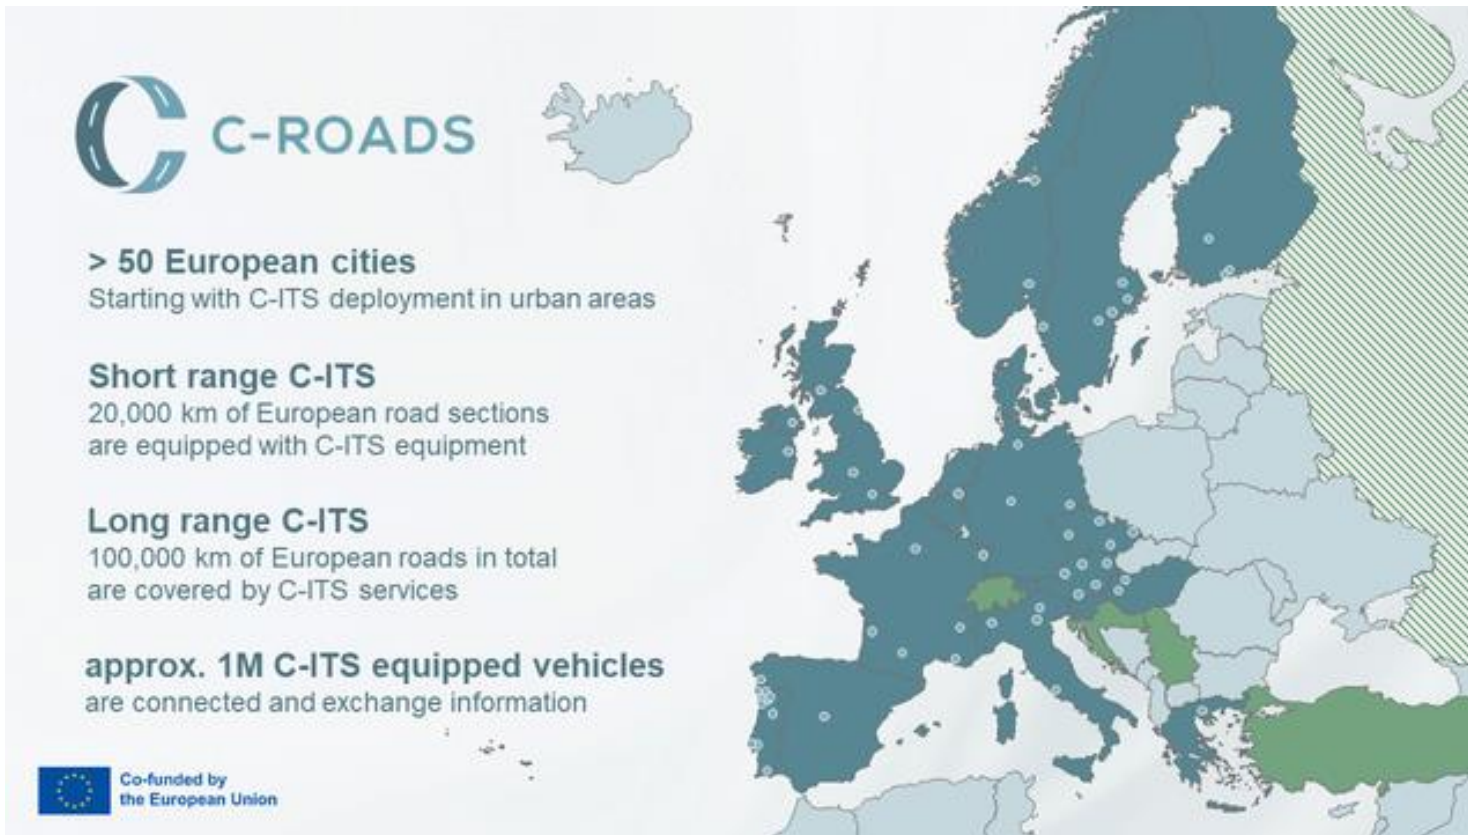 C-ROADS
> 50 European cities
Starting with C-ITS deployment in urban areas
Short range C-ITS
20,000 km of European road sections
are equipped with C-ITS equipment
Long range C-ITS
100,000 km of European roads in total
are covered by C-ITS services
approx. 1M C-ITS equipped vehicles
are connected and exchange information
Co-funded by
the European Union